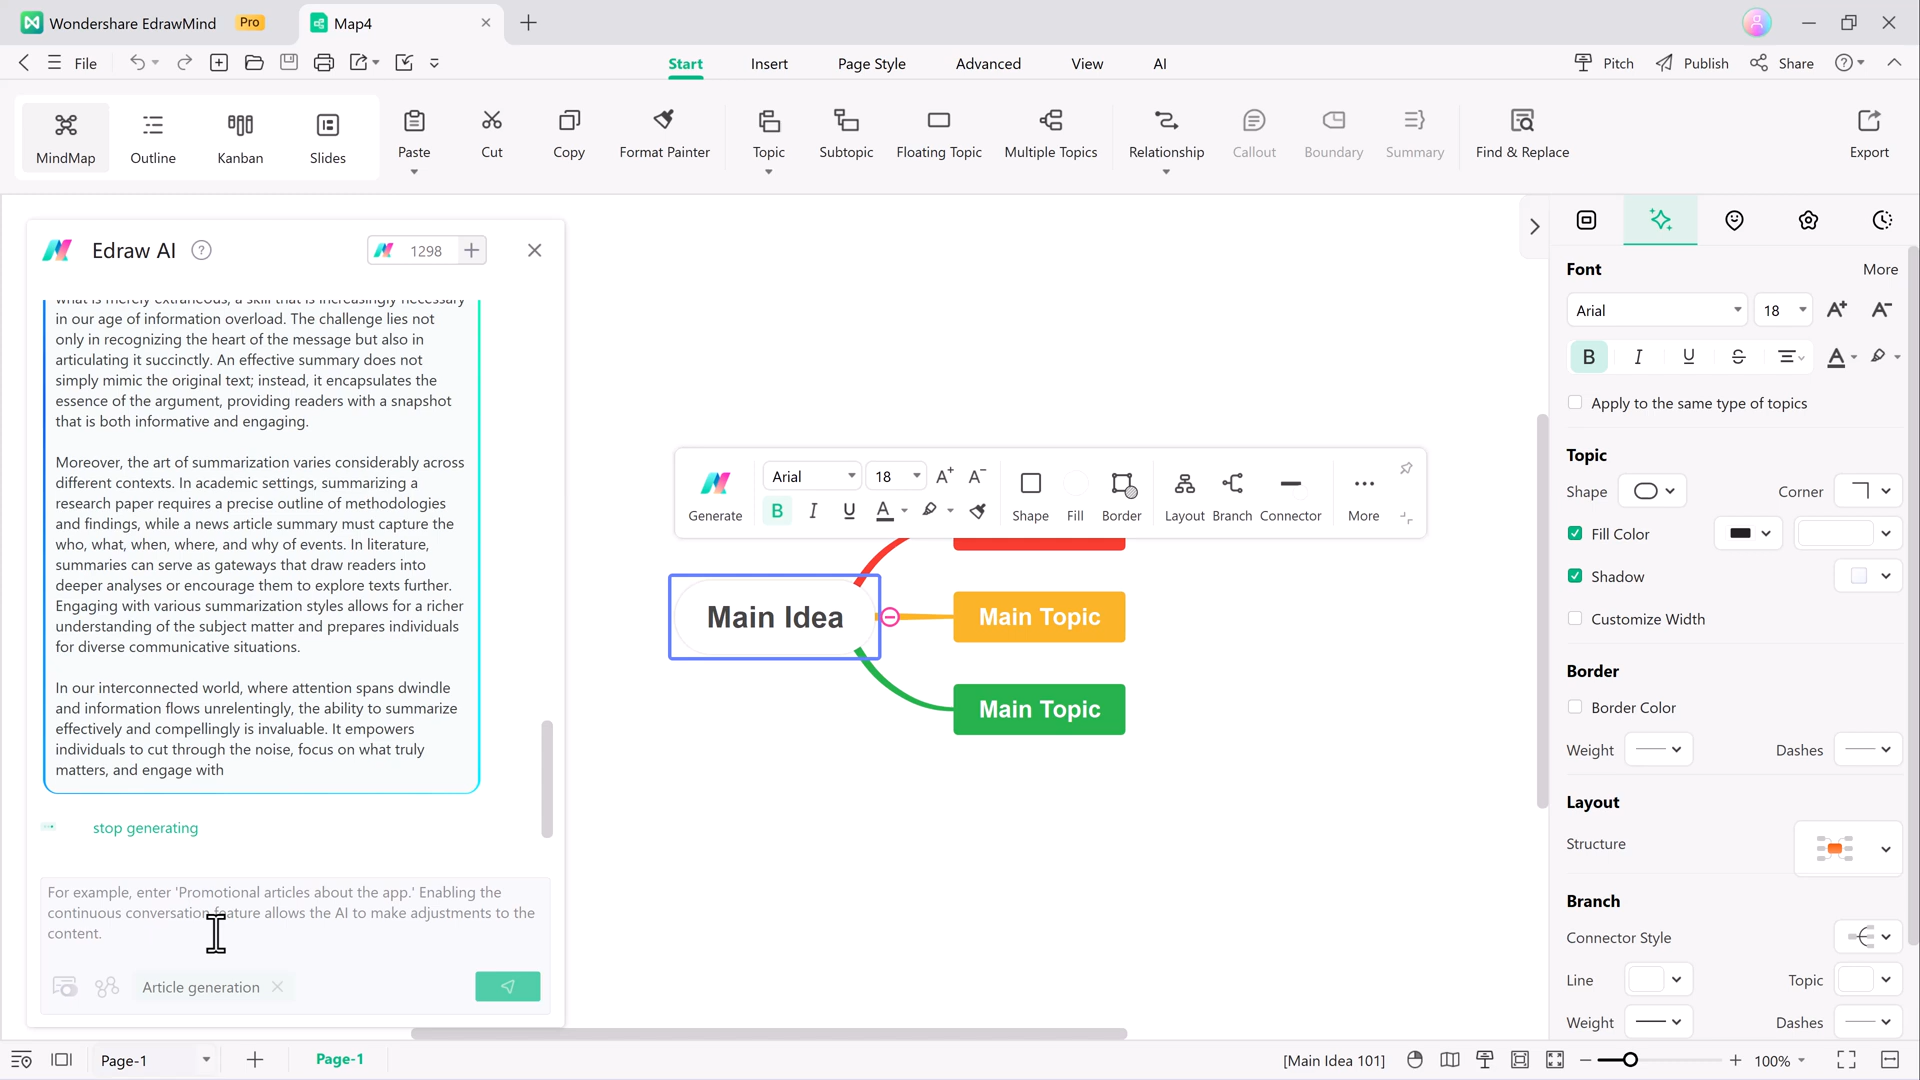 Wondershare EdrawMind
Pro
Map4
File
Start
Insert
Page Style
Advanced
View
AI
Pitch
Publish
Share
MindMap
Outline
Kanban
Slides
Paste
Cut
Copy
Format Painter
Topic
Subtopic
Floating Topic
Multiple Topics
Relationship
Callout
Boundary
Summary
Find & Replace
Export
Edraw AI
1298
what is merely extraneous, a skill that is increasingly necessary
in our age of information overload. The challenge lies not
only in recognizing the heart of the message but also in
articulating it succinctly. An effective summary does not
simply mimic the original text; instead, it encapsulates the
essence of the argument, providing readers with a snapshot
that is both informative and engaging.
Moreover, the art of summarization varies considerably across
different contexts. In academic settings, summarizing a
research paper requires a precise outline of methodologies
and findings, while a news article summary must capture the
who, what, when, where, and why of events. In literature,
summaries can serve as gateways that draw readers into
deeper analyses or encourage them to explore texts further.
Engaging with various summarization styles allows for a richer
understanding of the subject matter and prepares individuals
for diverse communicative situations.
In our interconnected world, where attention spans dwindle
and information flows unrelentingly, the ability to summarize
effectively and compellingly is invaluable. It empowers
individuals to cut through the noise, focus on what truly
matters, and engage with
stop generating
For example, enter 'Promotional articles about the app.' Enabling the
continuous conversation feature allows the AI to make adjustments to the
content.
Article generation
Generate
Arial
18
A+
A-
B
I
U
A
Shape
Fill
Border
Layout
Branch
Connector
More
Main Idea
Main Topic
Main Topic
Font
More
Arial
18
A+
A-
B
I
U
S
A
Apply to the same type of topics
Topic
Shape
Corner
Fill Color
Shadow
Customize Width
Border
Border Color
Weight
Dashes
Layout
Structure
Branch
Connector Style
Line
Topic
Weight
Dashes
Page-1
Page-1
[Main Idea 101]
100%